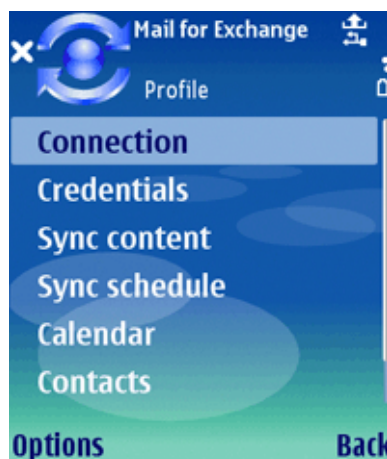 Mail for Exchange
Profile
Connection
Credentials
Sync content
Sync schedule
Calendar
Contacts
Options Back